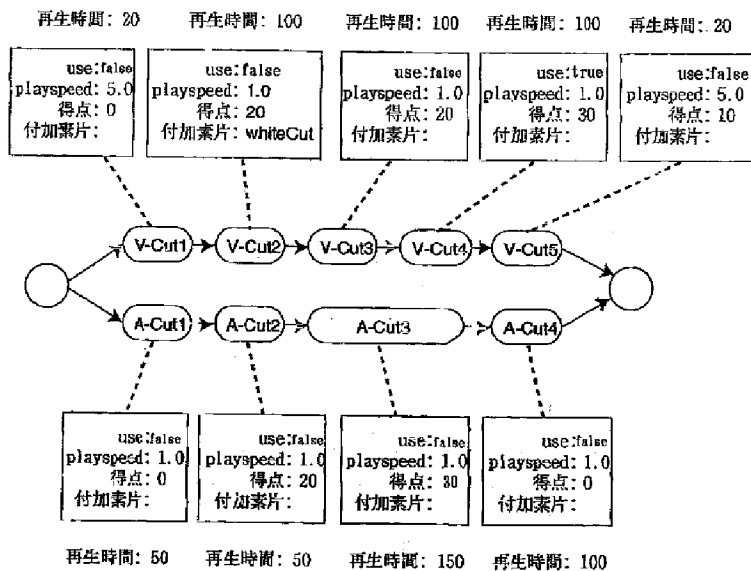 再生時間: 20
再生時間: 100
再生時間: 100
再生時間: 100
再生時間: 20
use:false
playspeed: 5.0
得点: 0
付加素片:
use:false
playspeed: 1.0
得点: 20
付加素片: whiteCut
use:false
playspeed: 1.0
得点: 20
付加素片:
use:true
playspeed: 1.0
得点: 30
付加素片:
use:false
playspeed: 5.0
得点: 10
付加素片:
V-Cut1
V-Cut2
V-Cut3
V-Cut4
V-Cut5
A-Cut1
A-Cut2
A-Cut3
A-Cut4
use:false
playspeed: 1.0
得点: 0
付加素片:
use:false
playspeed: 1.0
得点: 20
付加素片:
use:false
playspeed: 1.0
得点: 30
付加素片:
use:false
playspeed: 1.0
得点: 0
付加素片:
再生時間: 50
再生時間: 50
再生時間: 150
再生時間: 100